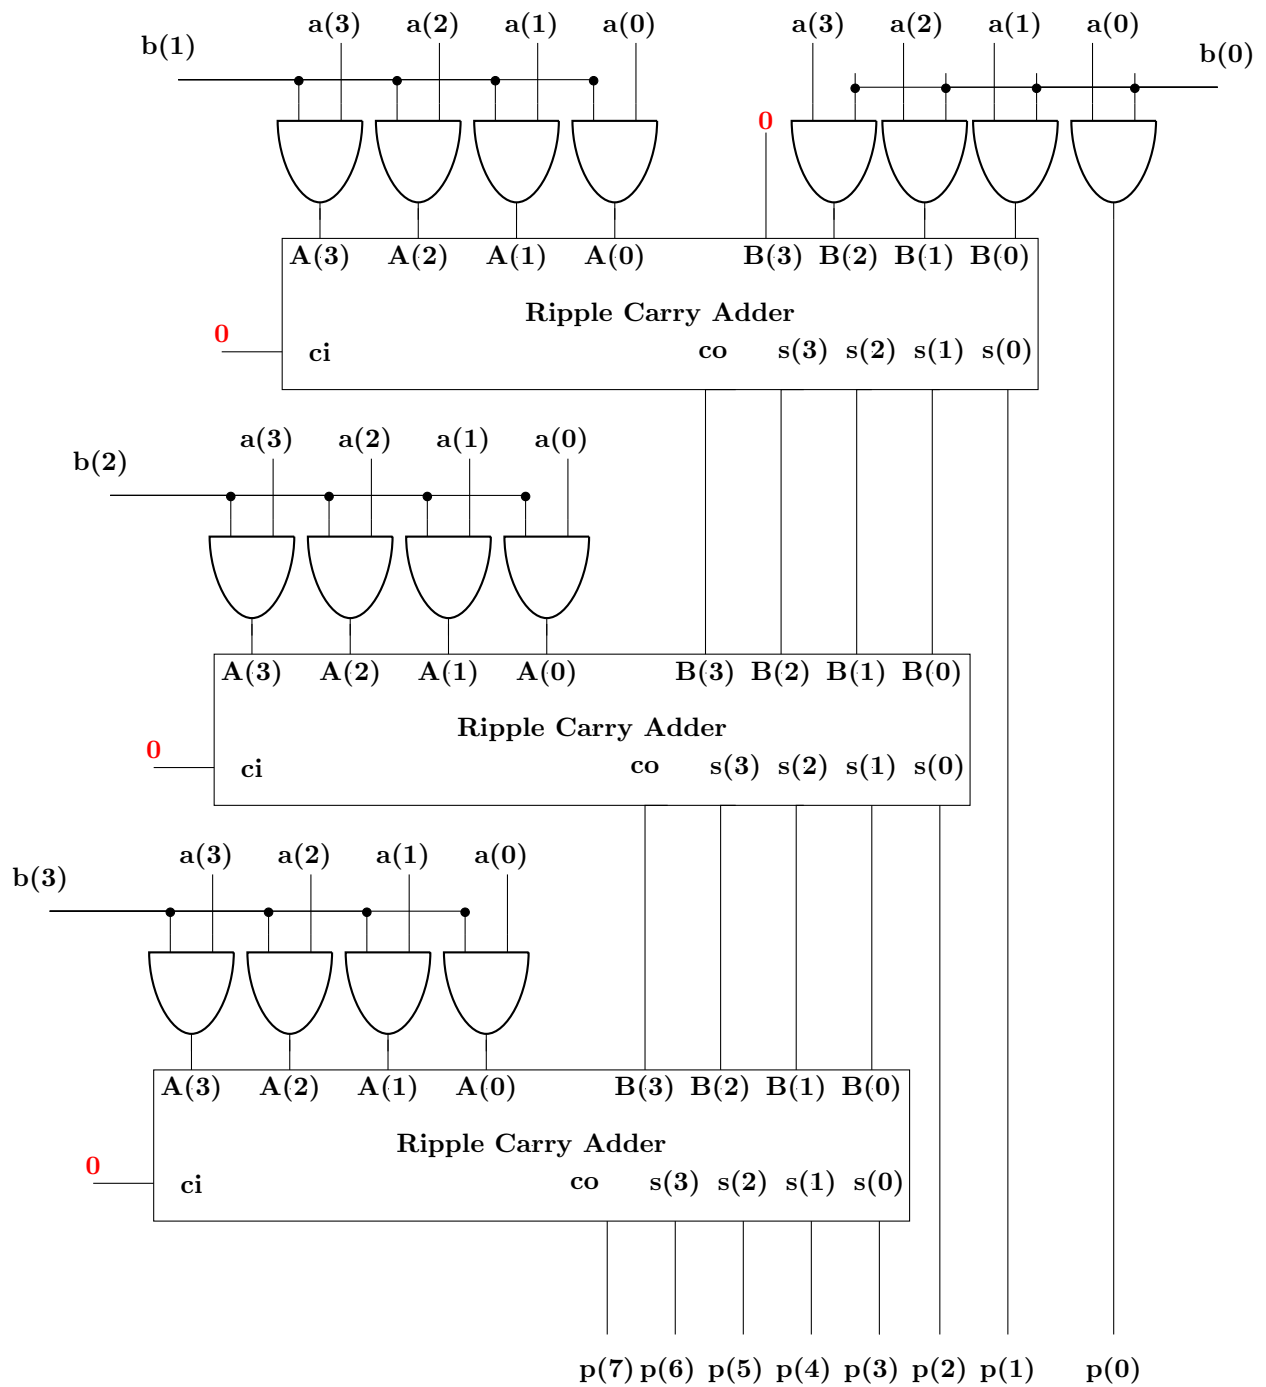 a(3) a(2) a(1) a(0) a(3) a(2) a(1) a(0)
b(1) b(0)
0
A(3) A(2) A(1) A(0) B(3) B(2) B(1) B(0)
Ripple Carry Adder
0
ci co s(3) s(2) s(1) s(0)
a(3) a(2) a(1) a(0)
b(2)
A(3) A(2) A(1) A(0) B(3) B(2) B(1) B(0)
Ripple Carry Adder
0
ci co s(3) s(2) s(1) s(0)
a(3) a(2) a(1) a(0)
b(3)
A(3) A(2) A(1) A(0) B(3) B(2) B(1) B(0)
Ripple Carry Adder
0
ci co s(3) s(2) s(1) s(0)
p(7) p(6) p(5) p(4) p(3) p(2) p(1) p(0)